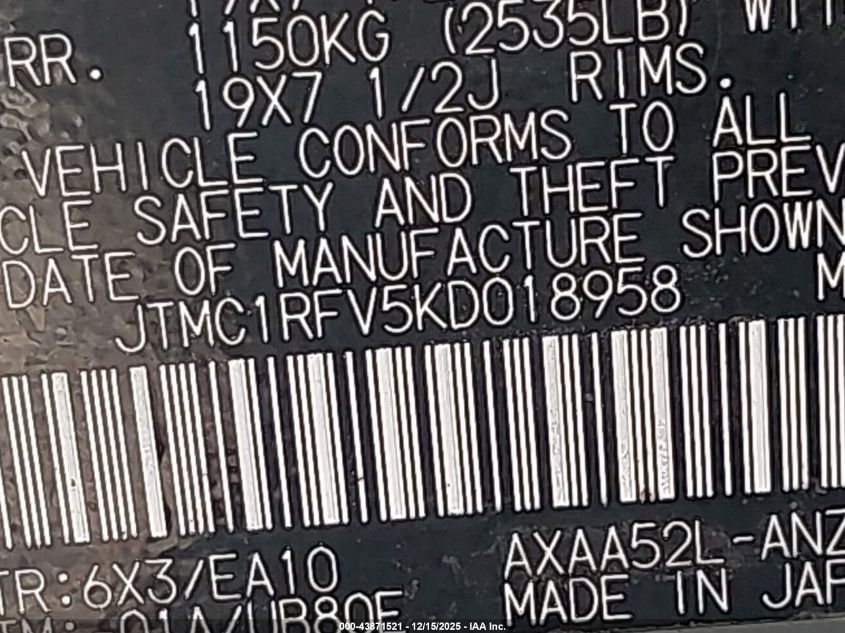 1150KG (2535LB) WIT
RR. 19X7 1/2J RIMS.
VEHICLE CONFORMS TO ALL
CLE SAFETY AND THEFT PREV
DATE OF MANUFACTURE SHOWN
JTMC1RFV5KD018958 M
TR:6X3/EA10 AXAA52L-ANZ
MADE IN JAP
000-43871521 - 12/15/2025 - IAA Inc.